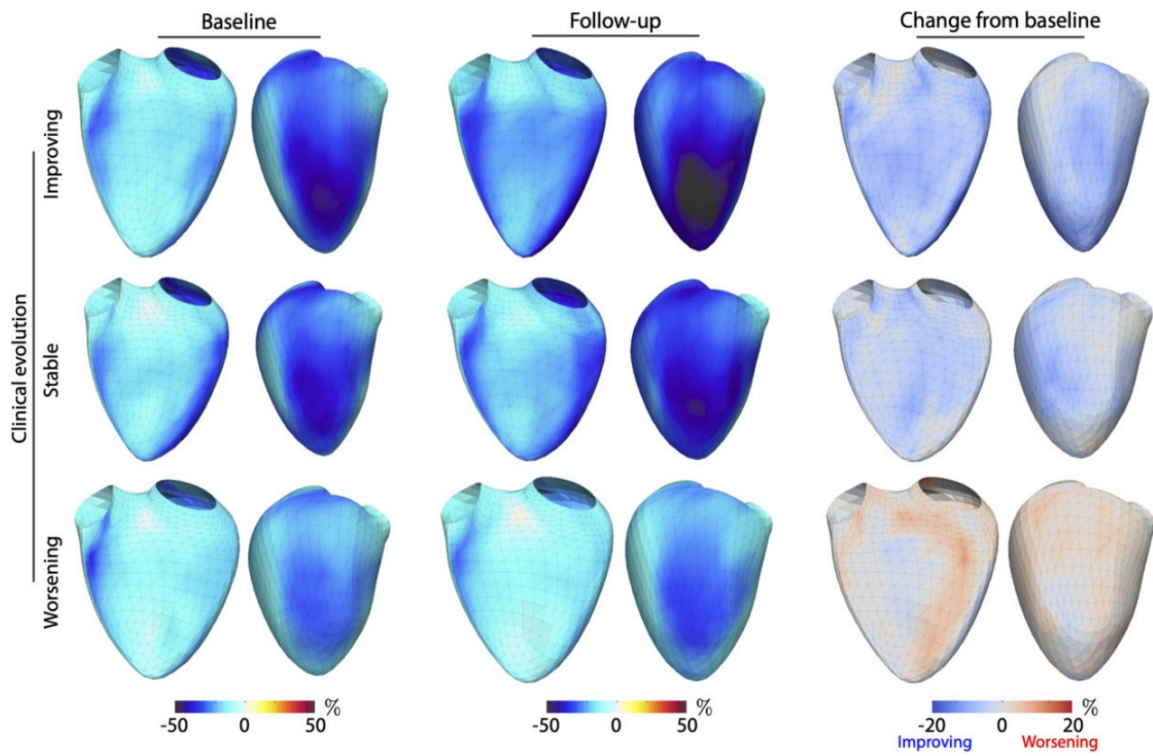 Baseline
Follow-up
Change from baseline
Clinical evolution
Improving
Stable
Worsening
-50 0 50 %
-50 0 50 %
-20 0 20 %
Improving Worsening